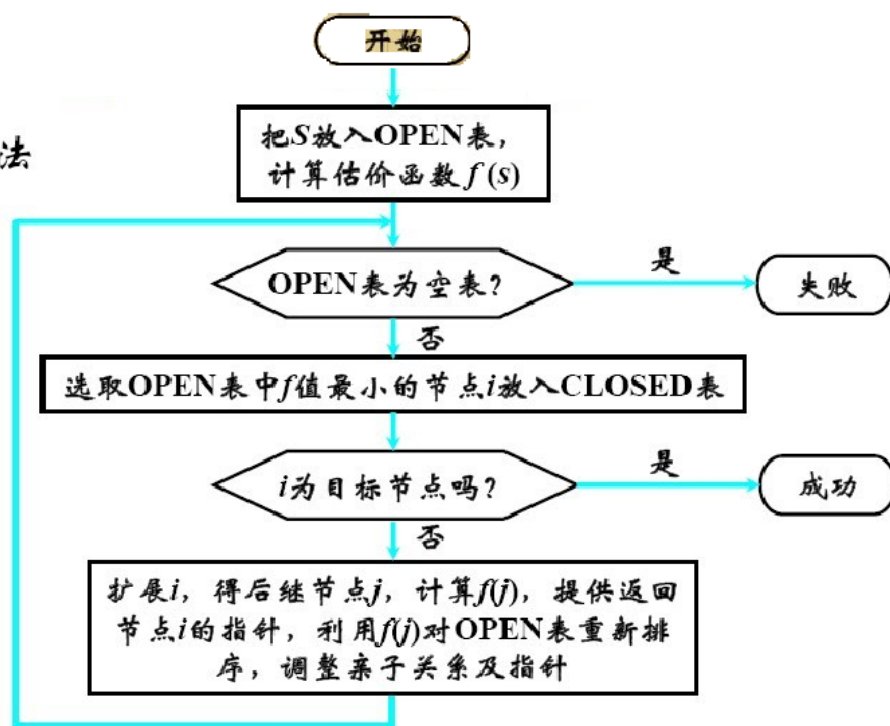 开始
法
把S放入OPEN表，
计算估价函数 f (s)
OPEN表为空表？
是
失败
否
选取OPEN表中f值最小的节点i放入CLOSED表
i为目标节点吗？
是
成功
否
扩展i，得后继节点j，计算f(j)，提供返回
节点i的指针，利用f(j)对OPEN表重新排
序，调整亲子关系及指针